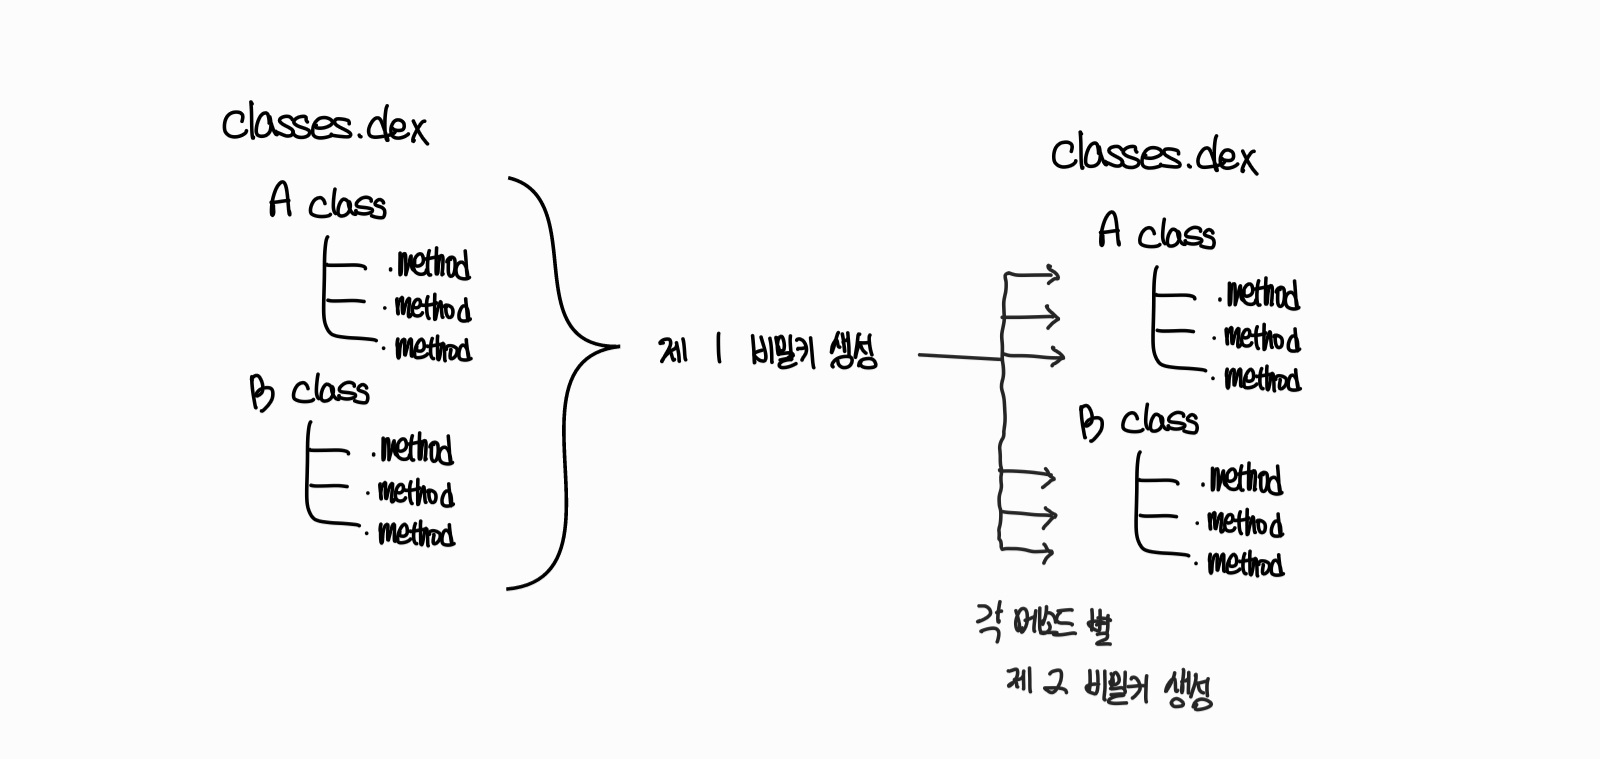 classes.dex
A class
. method
. method
. method
B class
. method
. method
. method
제 1 비밀키 생성
classes.dex
A class
. method
. method
. method
B class
. method
. method
. method
각 메소드 별
제 2 비밀키 생성